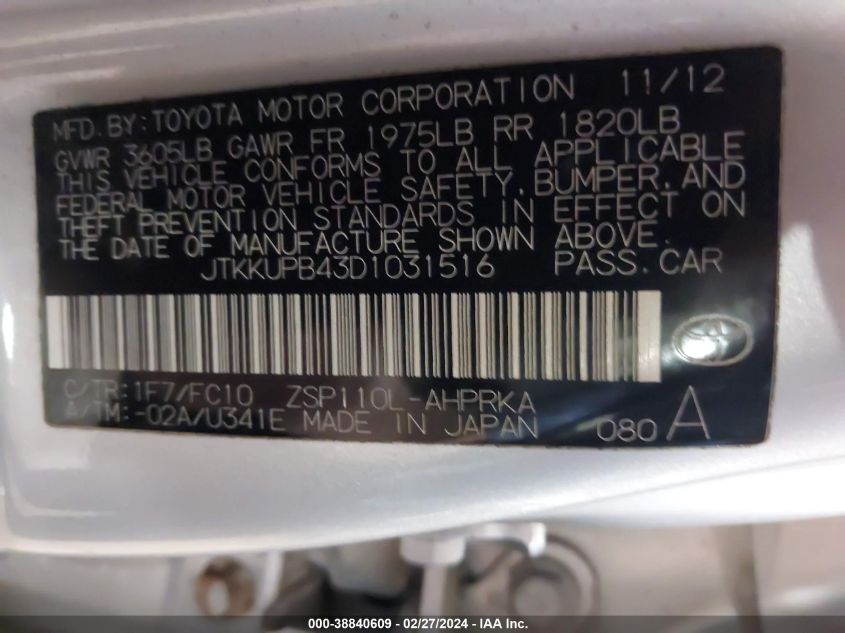 MFD. BY: TOYOTA MOTOR CORPORATION 11/12
GVWR 3605LB GAWR FR 1975LB RR 1820LB
THIS VEHICLE CONFORMS TO ALL APPLICABLE
FEDERAL MOTOR VEHICLE SAFETY, BUMPER, AND
THEFT PREVENTION STANDARDS IN EFFECT ON
THE DATE OF MANUFACTURE SHOWN ABOVE.
JTKKUPB43D1031516 PASS. CAR
C/TR: 1F7/FC10 ZSP110L-AHPRKA
A/TM: -02A/U341E MADE IN JAPAN 080 A
000-38840609 - 02/27/2024 - IAA Inc.